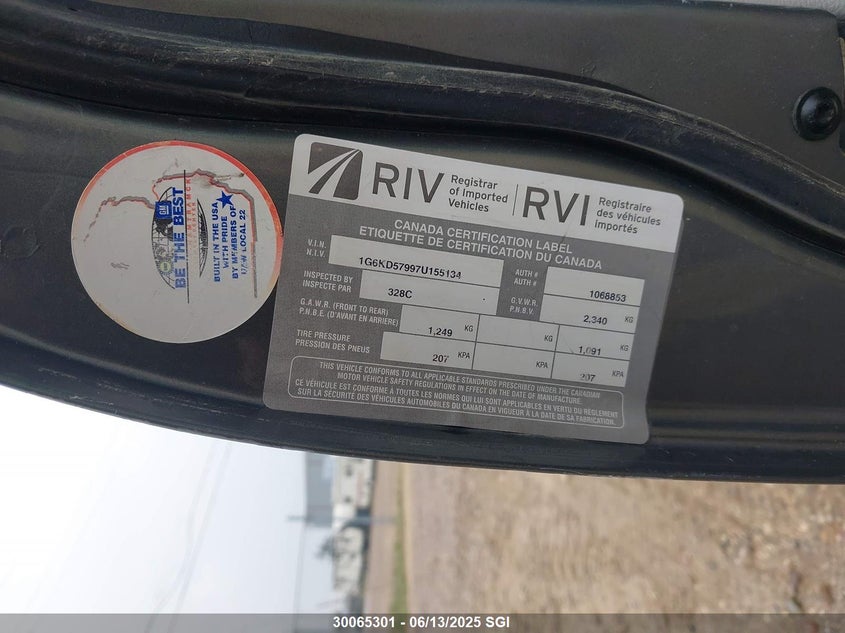 GM
BE THE BEST
BUILT IN THE USA
WITH PRIDE
BY MEMBERS OF
UAW LOCAL 22
RIV
Registrar
of Imported
Vehicles
RVI
Registraire
des véhicules
importés
CANADA CERTIFICATION LABEL
ETIQUETTE DE CERTIFICATION DU CANADA
V.I.N.
N.I.V.
1G6KD57997U155134
AUTH #
AUTH #
1068853
INSPECTED BY
INSPECTE PAR
328C
G.V.W.R.
P.N.B.V.
2,340 KG
G.A.W.R. (FRONT TO REAR)
P.N.B.E. (D'AVANT EN ARRIERE)
1,249 KG
KG
1,091 KG
TIRE PRESSURE
PRESSION DES PNEUS
207 KPA
KPA
207 KPA
THIS VEHICLE CONFORMS TO ALL APPLICABLE STANDARDS PRESCRIBED UNDER THE CANADIAN
MOTOR VEHICLE SAFETY REGULATIONS IN EFFECT ON THE DATE OF MANUFACTURE.
CE VÉHICULE EST CONFORME À TOUTES LES NORMES QUI LUI SONT APPLICABLES EN VERTU DU RÈGLEMENT
SUR LA SÉCURITÉ DES VÉHICULES AUTOMOBILES DU CANADA EN VIGUEUR À LA DATE DE SA FABRICATION.
30065301 - 06/13/2025 SGI